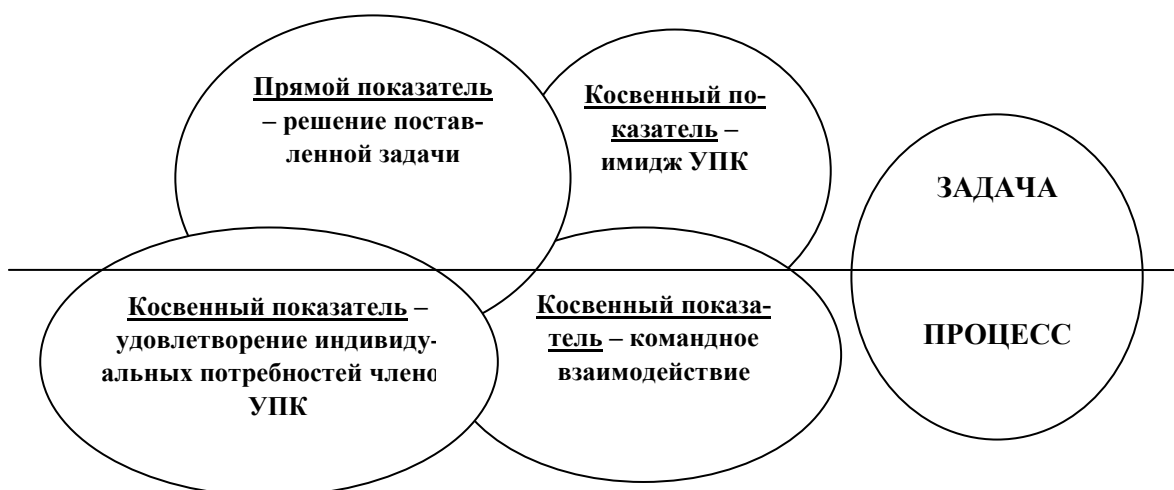 Прямой показатель
– решение постав-
ленной задачи
Косвенный по-
казатель –
имидж УПК
ЗАДАЧА
Косвенный показатель –
удовлетворение индивиду-
альных потребностей члено
УПК
Косвенный показа-
тель – командное
взаимодействие
ПРОЦЕСС